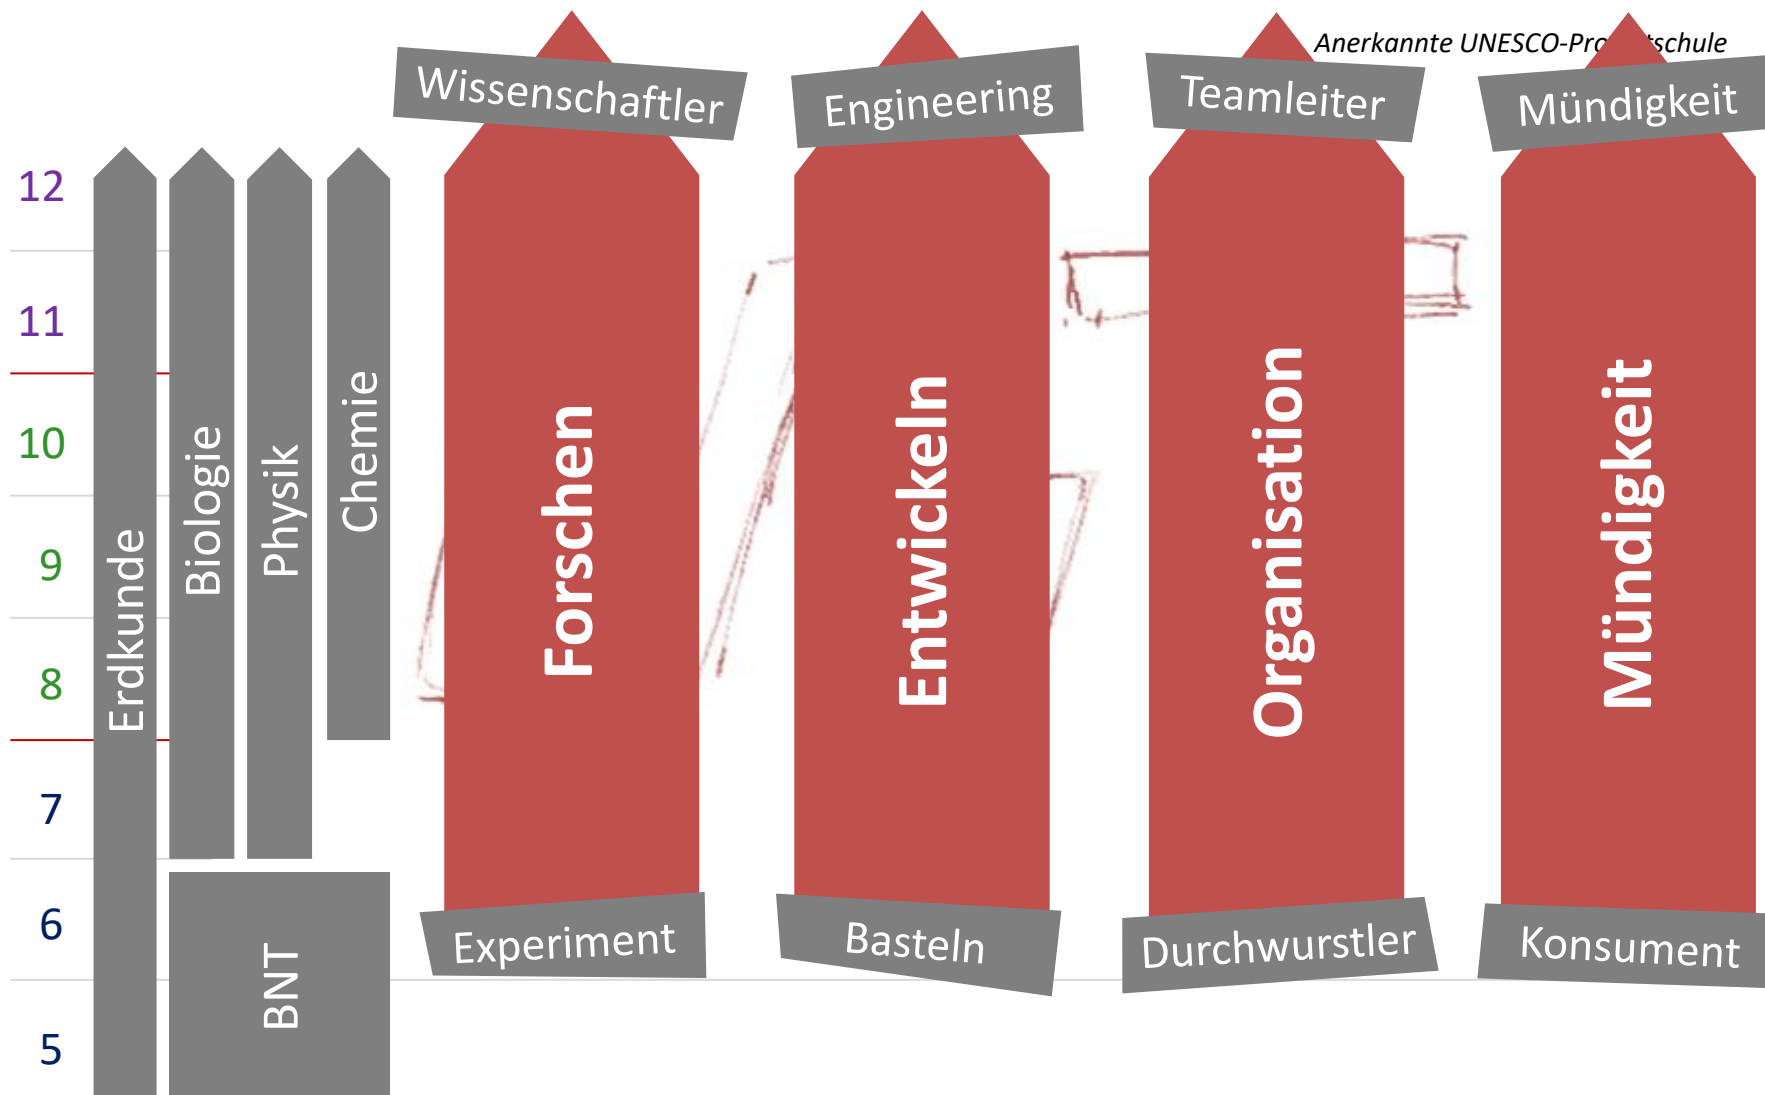 Anerkannte UNESCO-Pro tschule
Wissenschaftler
Engineering
Teamleiter
Mündigkeit
12
11
10
9
8
7
6
5
Erdkunde
Biologie
Physik
Chemie
BNT
Forschen
Entwickeln
Organisation
Mündigkeit
Experiment
Basteln
Durchwurstler
Konsument